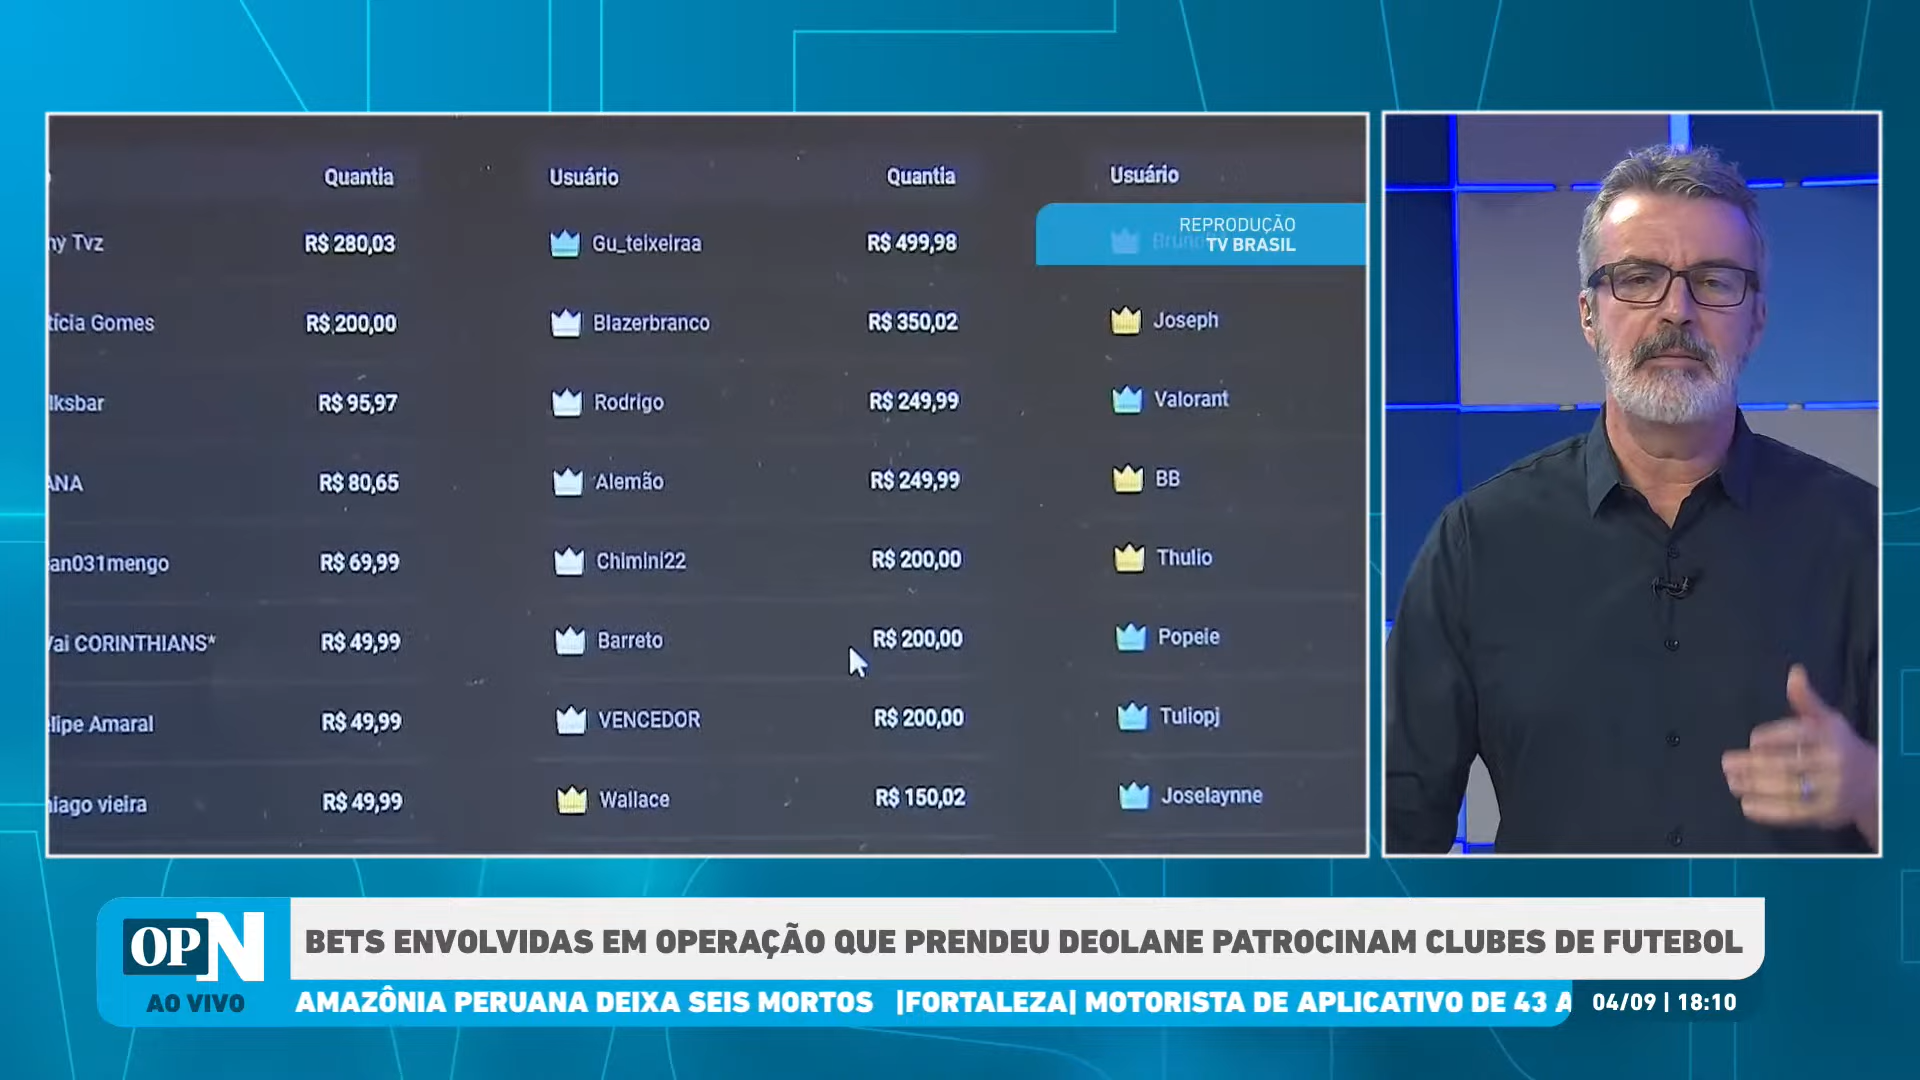 Quantia Usuário Quantia Usuário
REPRODUÇÃO
TV BRASIL
ny Tvz R$ 280,03 Gu_teixeiraa R$ 499,98
tícia Gomes R$ 200,00 Blazerbranco R$ 350,02 Joseph
lksbar R$ 95,97 Rodrigo R$ 249,99 Valorant
ANA R$ 80,65 Alemão R$ 249,99 BB
an031mengo R$ 69,99 Chimini22 R$ 200,00 Thulio
Vai CORINTHIANS* R$ 49,99 Barreto R$ 200,00 Popeie
elipe Amaral R$ 49,99 VENCEDOR R$ 200,00 Tuliopj
hiago vieira R$ 49,99 Wallace R$ 150,02 Joselaynne
OPN
BETS ENVOLVIDAS EM OPERAÇÃO QUE PRENDEU DEOLANE PATROCINAM CLUBES DE FUTEBOL
AO VIVO
AMAZÔNIA PERUANA DEIXA SEIS MORTOS |FORTALEZA| MOTORISTA DE APLICATIVO DE 43 A
04/09 | 18:10